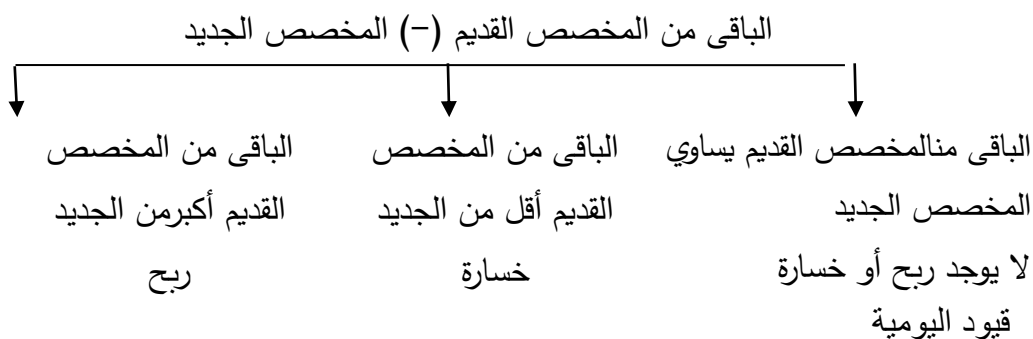 الباقى من المخصص القديم (−) المخصص الجديد
الباقى منالمخصص القديم يساوي
المخصص الجديد
لا يوجد ربح أو خسارة
قيود اليومية
الباقى من المخصص
القديم أقل من الجديد
خسارة
الباقى من المخصص
القديم أكبرمن الجديد
ربح